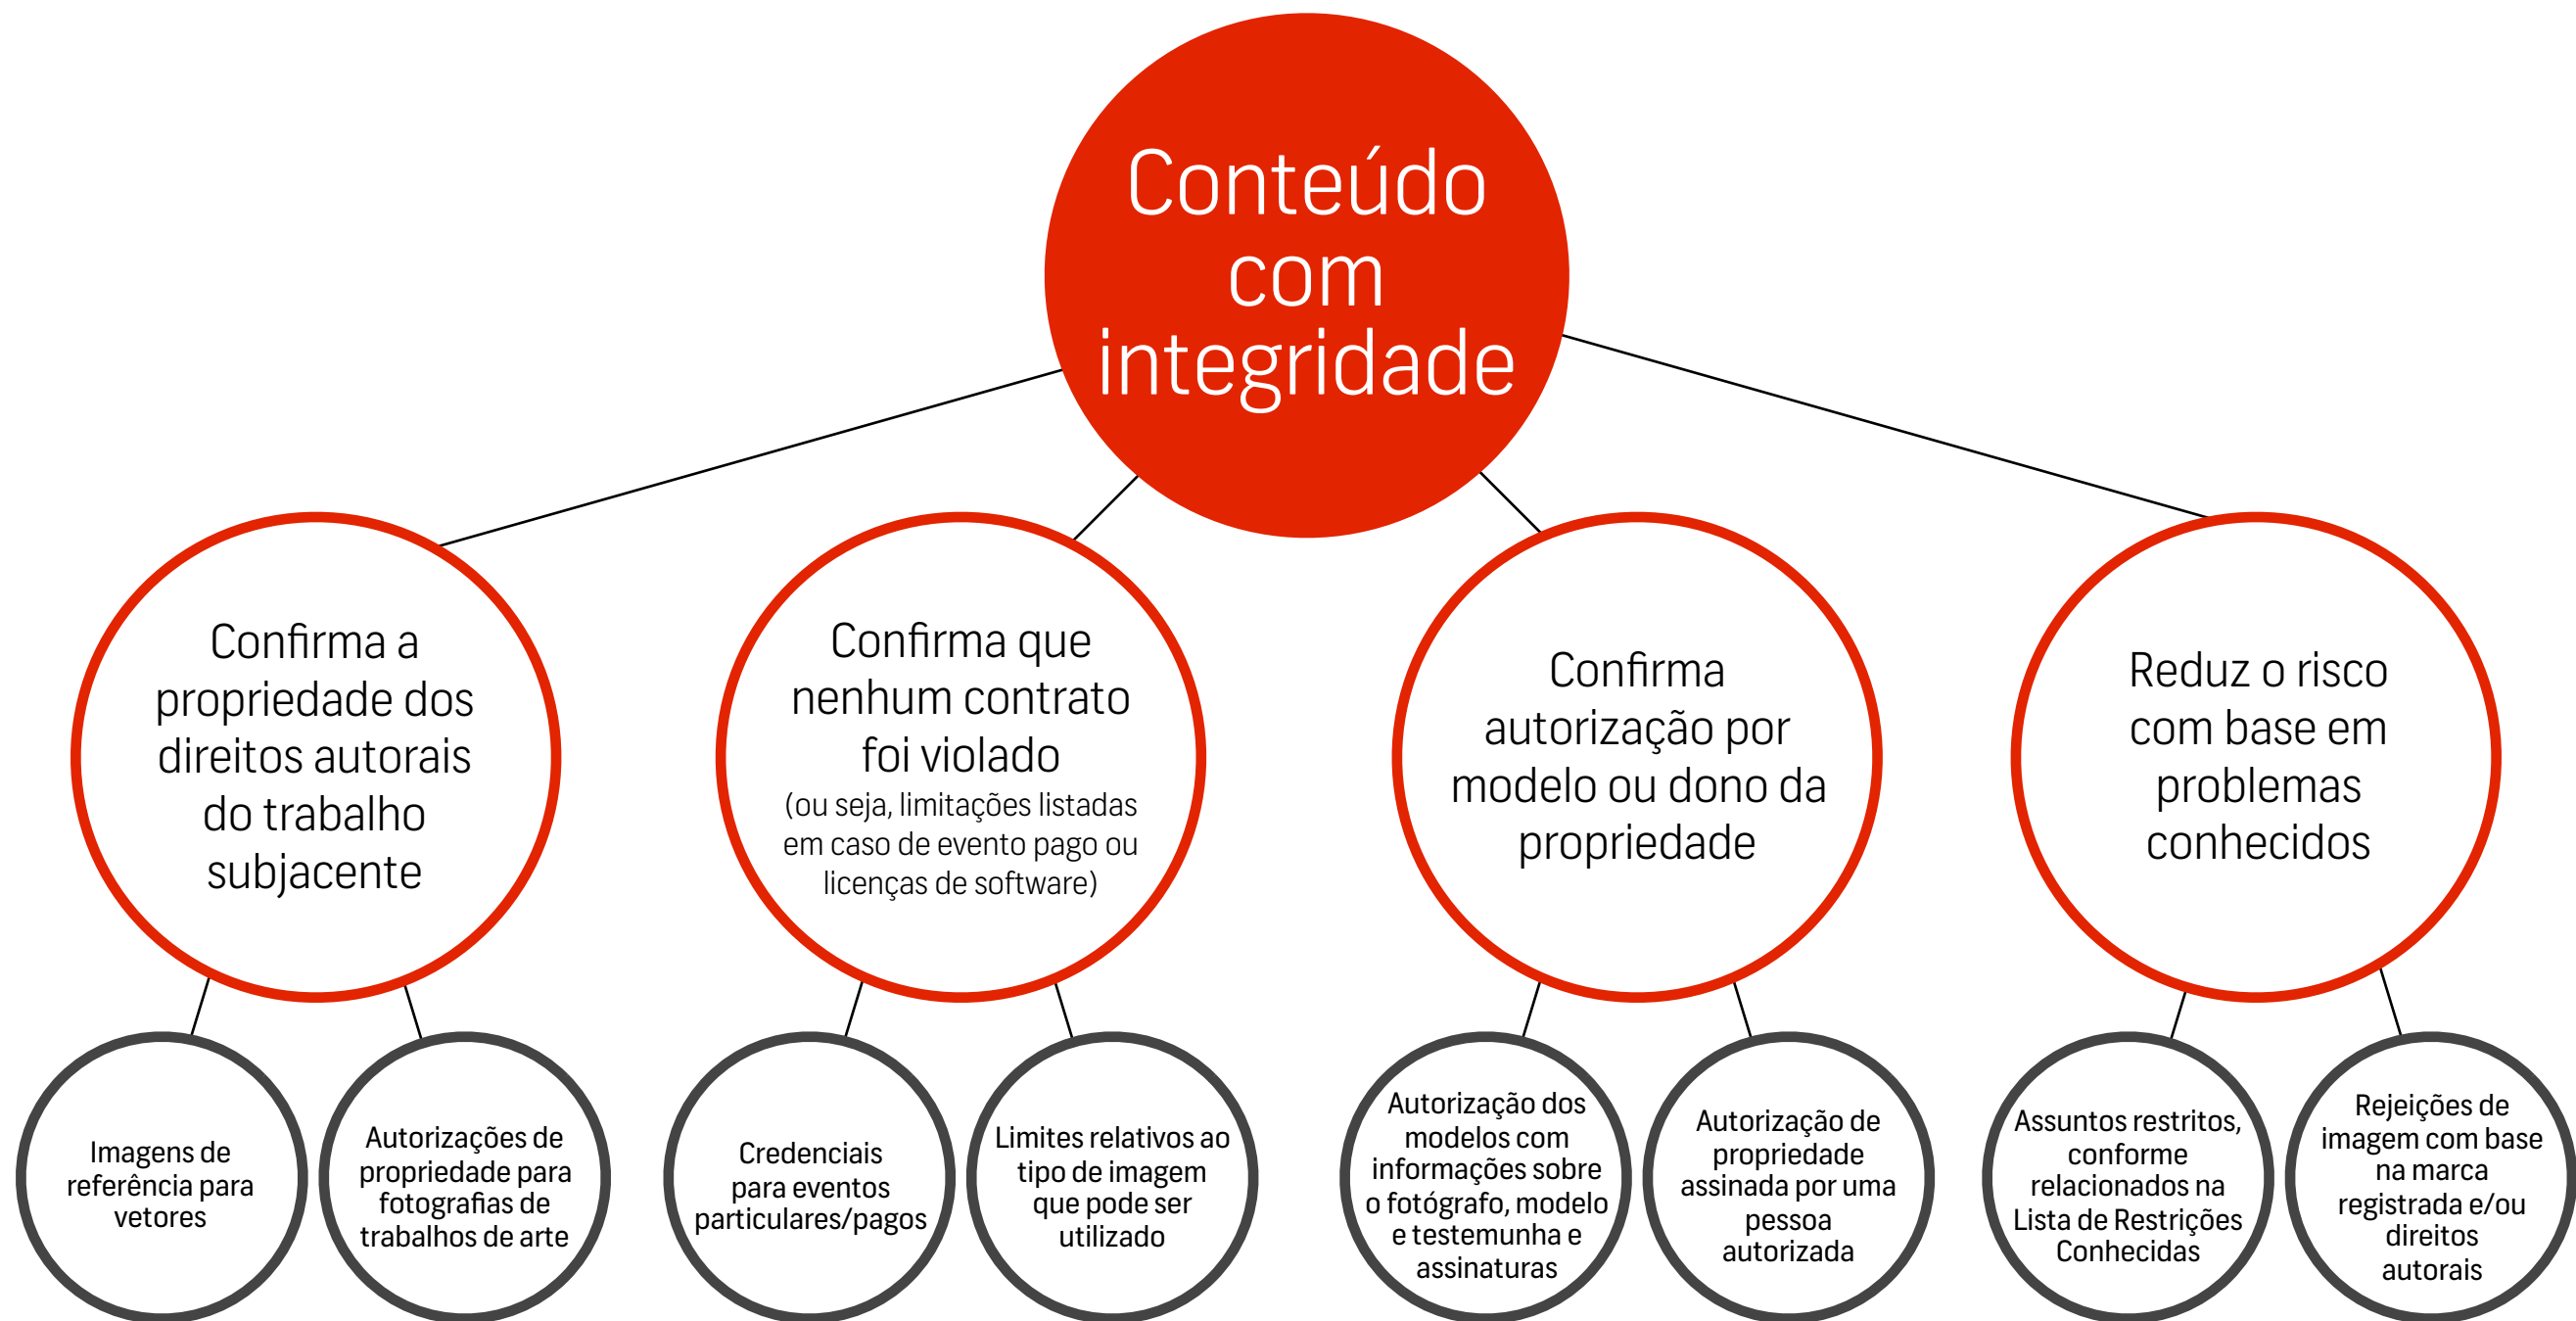 Conteúdo
com
integridade
Confirma a
propriedade dos
direitos autorais
do trabalho
subjacente
Confirma que
nenhum contrato
foi violado
(ou seja, limitações listadas
em caso de evento pago ou
licenças de software)
Confirma
autorização por
modelo ou dono da
propriedade
Reduz o risco
com base em
problemas
conhecidos
Imagens de
referência para
vetores
Autorizações de
propriedade para
fotografias de
trabalhos de arte
Credenciais
para eventos
particulares/pagos
Limites relativos ao
tipo de imagem
que pode ser
utilizado
Autorização dos
modelos com
informações sobre
o fotógrafo, modelo
e testemunha e
assinaturas
Autorização de
propriedade
assinada por uma
pessoa
autorizada
Assuntos restritos,
conforme
relacionados na
Lista de Restrições
Conhecidas
Rejeições de
imagem com base
na marca
registrada e/ou
direitos
autorais